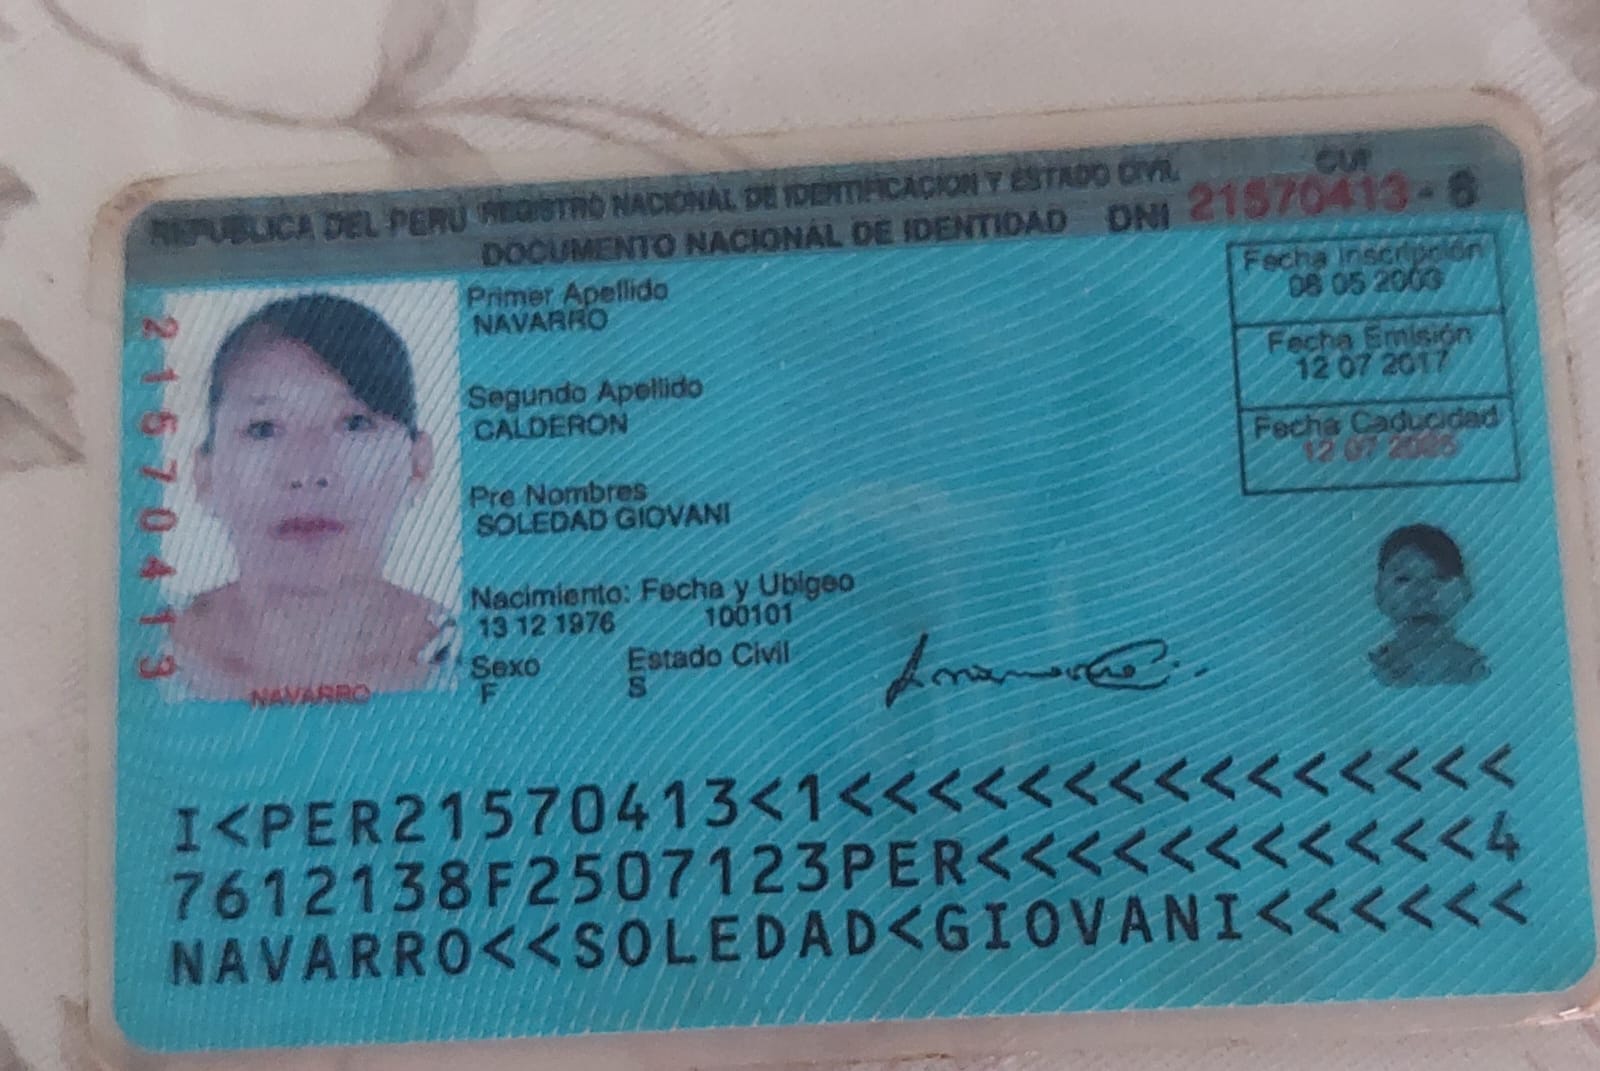 REPUBLICA DEL PERU REGISTRO NACIONAL DE IDENTIFICACION Y ESTADO CIVIL
DOCUMENTO NACIONAL DE IDENTIDAD DNI
CUI
21570413 - 6
Primer Apellido
NAVARRO
Segundo Apellido
CALDERON
Pre Nombres
SOLEDAD GIOVANI
Nacimiento: Fecha y Ubigeo
13 12 1976 100101
Sexo Estado Civil
F S
Fecha Inscripción
08 05 2003
Fecha Emisión
12 07 2017
Fecha Caducidad
12 07 2025
21570413
NAVARRO
I<PER21570413<1<<<<<<<<<<<<<<<
7612138F2507123PER<<<<<<<<<<<4
NAVARRO<<SOLEDAD<GIOVANI<<<<<<